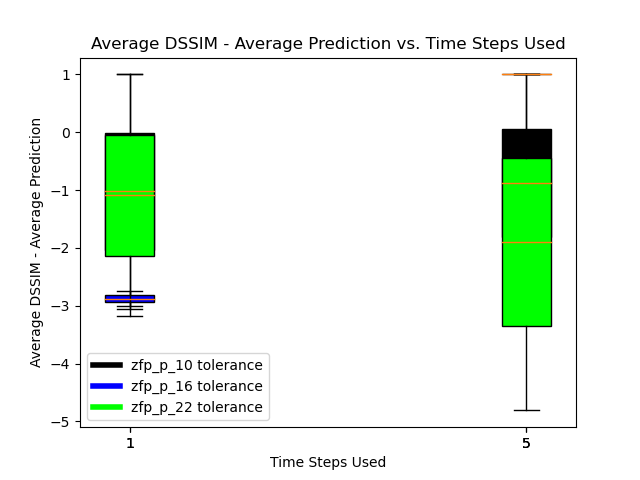 Average DSSIM - Average Prediction vs. Time Steps Used
Average DSSIM - Average Prediction
1
0
−1
−2
−3
−4
−5
zfp_p_10 tolerance
zfp_p_16 tolerance
zfp_p_22 tolerance
1
5
Time Steps Used